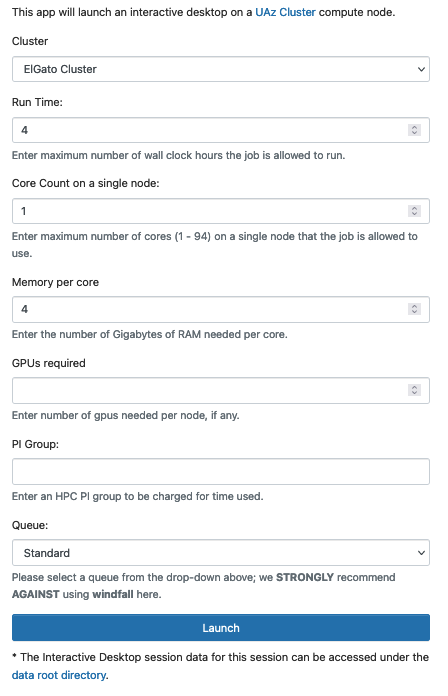 This app will launch an interactive desktop on a UAz Cluster compute node.
Cluster
ElGato Cluster
Run Time:
4
Enter maximum number of wall clock hours the job is allowed to run.
Core Count on a single node:
1
Enter maximum number of cores (1 - 94) on a single node that the job is allowed to
use.
Memory per core
4
Enter the number of Gigabytes of RAM needed per core.
GPUs required
Enter number of gpus needed per node, if any.
PI Group:
Enter an HPC PI group to be charged for time used.
Queue:
Standard
Please select a queue from the drop-down above; we STRONGLY recommend
AGAINST using windfall here.
Launch
* The Interactive Desktop session data for this session can be accessed under the
data root directory.